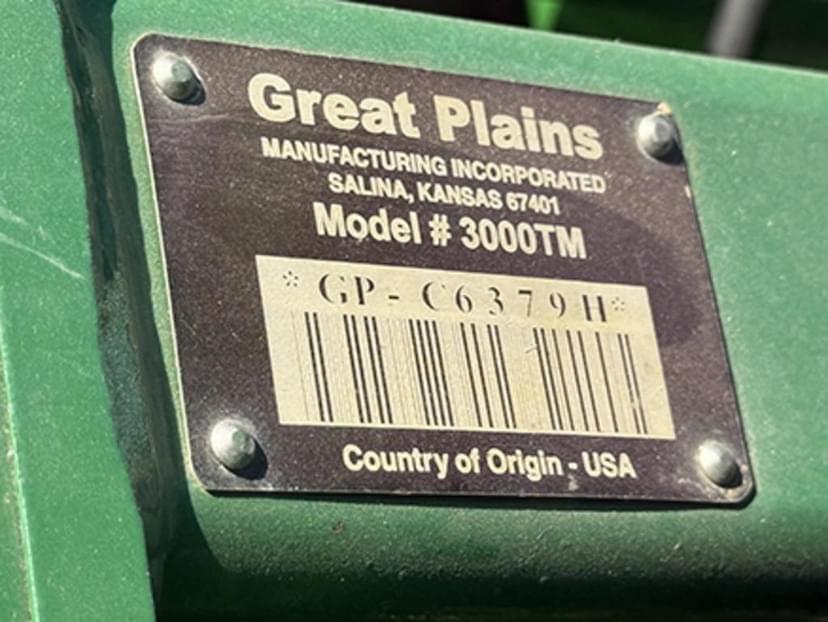 Great Plains
MANUFACTURING INCORPORATED
SALINA, KANSAS 67401
Model # 3000TM
* GP - C6379H*
Country of Origin - USA